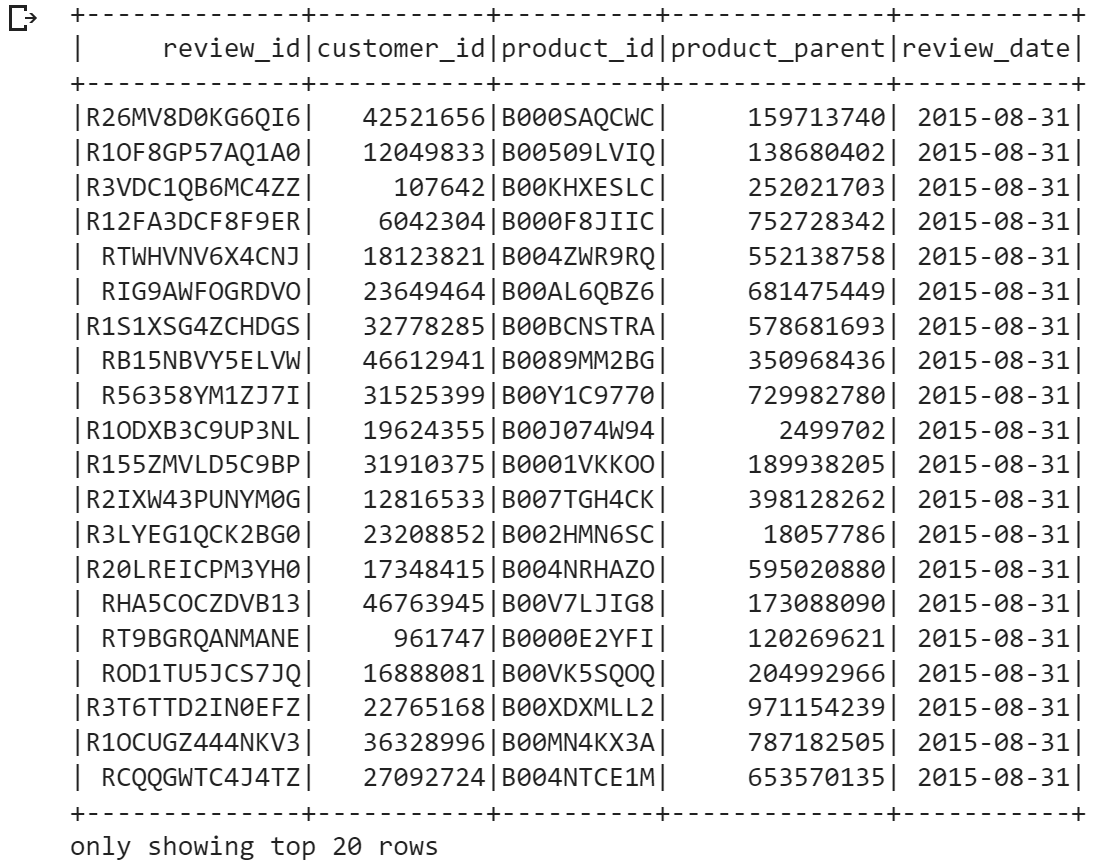 +--------------+-----------+----------+--------------+-----------+
|     review_id|customer_id|product_id|product_parent|review_date|
+--------------+-----------+----------+--------------+-----------+
|R26MV8D0KG6QI6|   42521656|B000SAQCWC|     159713740| 2015-08-31|
|R1OF8GP57AQ1A0|   12049833|B00509LVIQ|     138680402| 2015-08-31|
|R3VDC1QB6MC4ZZ|     107642|B00KHXESLC|     252021703| 2015-08-31|
|R12FA3DCF8F9ER|    6042304|B000F8JIIC|     752728342| 2015-08-31|
| RTWHVNV6X4CNJ|   18123821|B004ZWR9RQ|     552138758| 2015-08-31|
| RIG9AWFOGRDVO|   23649464|B00AL6QBZ6|     681475449| 2015-08-31|
|R1S1XSG4ZCHDGS|   32778285|B00BCNSTRA|     578681693| 2015-08-31|
| RB15NBVY5ELVW|   46612941|B0089MM2BG|     350968436| 2015-08-31|
| R56358YM1ZJ7I|   31525399|B00Y1C9770|     729982780| 2015-08-31|
|R1ODXB3C9UP3NL|   19624355|B00J074W94|       2499702| 2015-08-31|
|R155ZMVLD5C9BP|   31910375|B0001VKKOO|     189938205| 2015-08-31|
|R2IXW43PUNYM0G|   12816533|B007TGH4CK|     398128262| 2015-08-31|
|R3LYEG1QCK2BG0|   23208852|B002HMN6SC|      18057786| 2015-08-31|
|R20LREICPM3YH0|   17348415|B004NRHAZO|     595020880| 2015-08-31|
| RHA5COCZDVB13|   46763945|B00V7LJIG8|     173088090| 2015-08-31|
| RT9BGRQANMANE|     961747|B0000E2YFI|     120269621| 2015-08-31|
| ROD1TU5JCS7JQ|   16888081|B00VK5SQOQ|     204992966| 2015-08-31|
|R3T6TTD2IN0EFZ|   22765168|B00XDXMLL2|     971154239| 2015-08-31|
|R1OCUGZ444NKV3|   36328996|B00MN4KX3A|     787182505| 2015-08-31|
| RCQQGWTC4J4TZ|   27092724|B004NTCE1M|     653570135| 2015-08-31|
+--------------+-----------+----------+--------------+-----------+
only showing top 20 rows